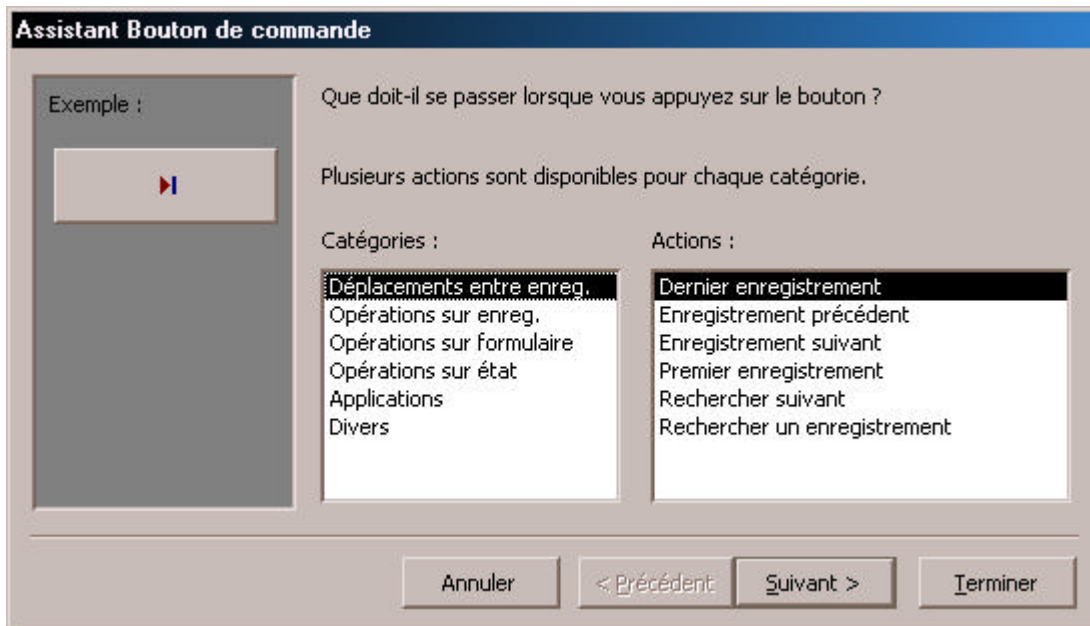 Assistant Bouton de commande
Exemple :
Que doit-il se passer lorsque vous appuyez sur le bouton ?
Plusieurs actions sont disponibles pour chaque catégorie.
Catégories :
Déplacements entre enreg.
Opérations sur enreg.
Opérations sur formulaire
Opérations sur état
Applications
Divers
Actions :
Dernier enregistrement
Enregistrement précédent
Enregistrement suivant
Premier enregistrement
Rechercher suivant
Rechercher un enregistrement
Annuler
< Précédent
Suivant >
Terminer